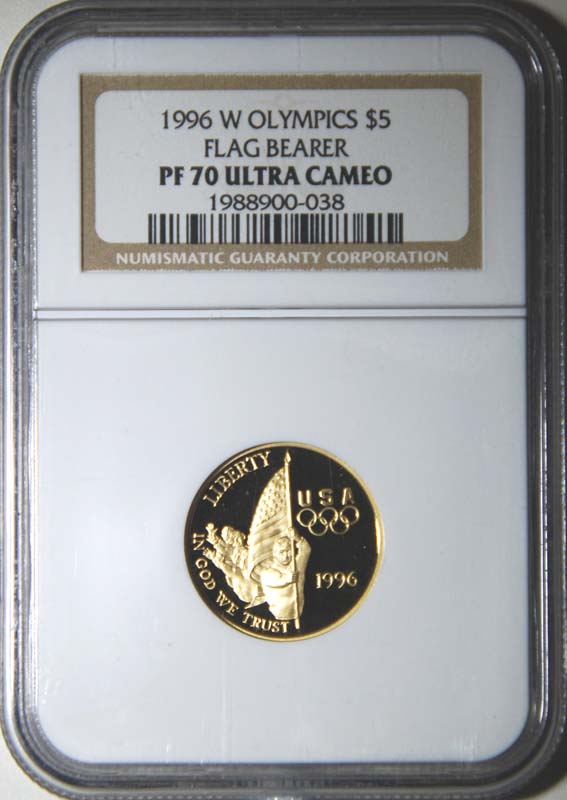 1996 W OLYMPICS $5
FLAG BEARER
PF 70 ULTRA CAMEO
1988900-038
NUMISMATIC GUARANTY CORPORATION
LIBERTY
USA
IN GOD WE TRUST
1996